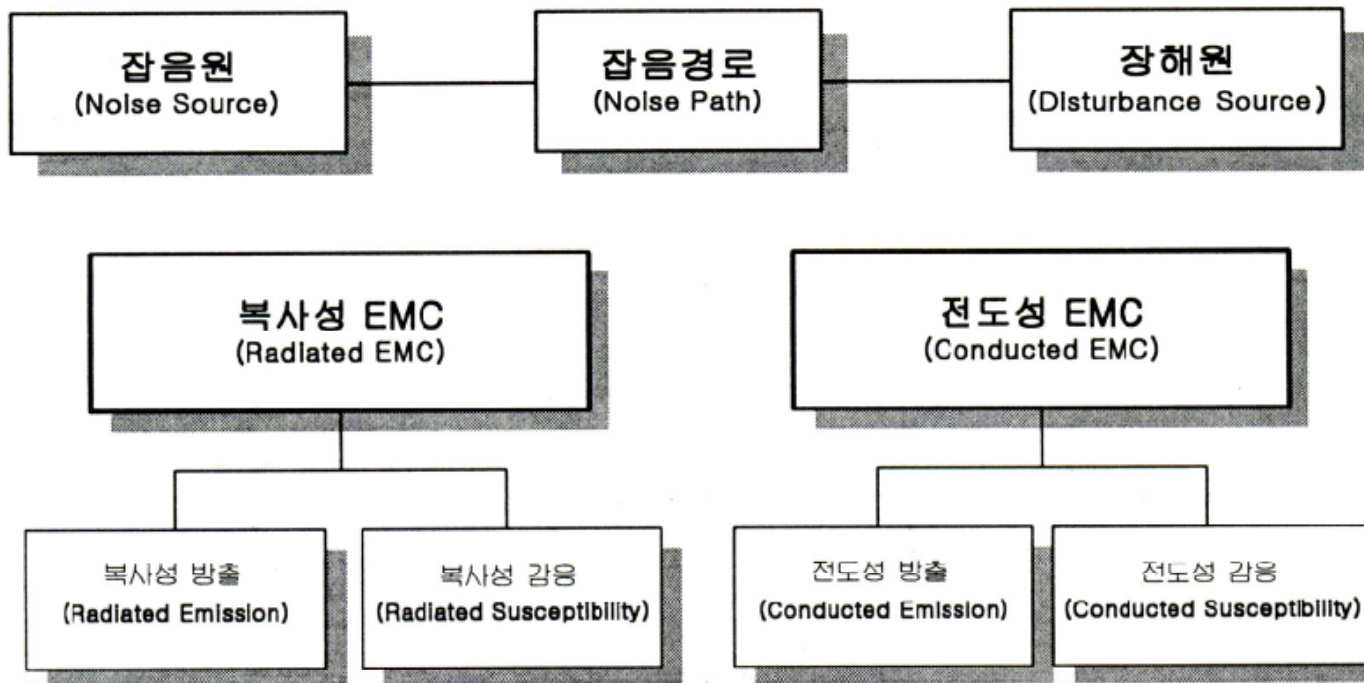 잡음원
(Noise Source)
잡음경로
(Noise Path)
장해원
(Disturbance Source)
복사성 EMC
(Radiated EMC)
전도성 EMC
(Conducted EMC)
복사성 방출
(Radiated Emission)
복사성 감응
(Radiated Susceptibility)
전도성 방출
(Conducted Emission)
전도성 감응
(Conducted Susceptibility)